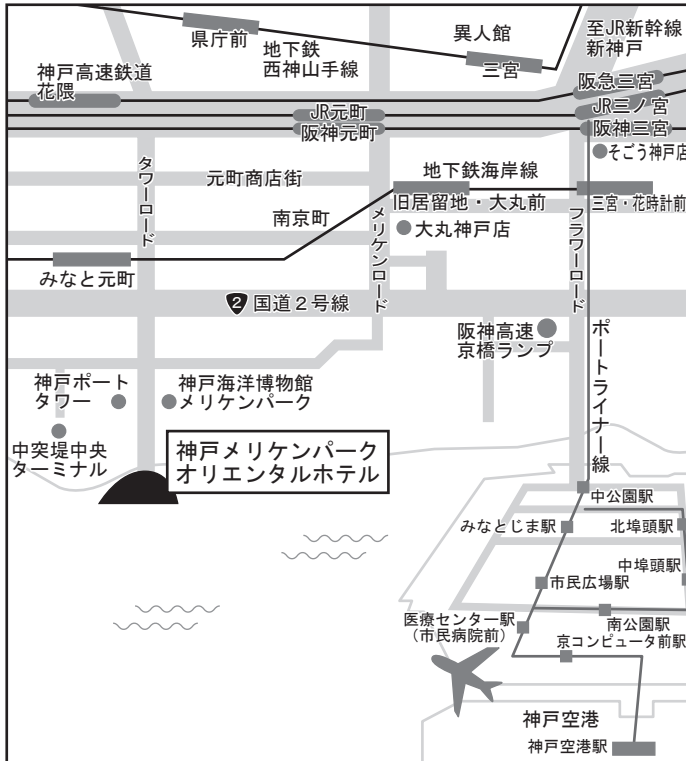 県庁前
地下鉄
西神山手線
異人館
三宮
至JR新幹線
新神戸
神戸高速鉄道
花隈
阪急三宮
JR元町
JR三ノ宮
阪神元町
阪神三宮
そごう神戸店
タワーロード
元町商店街
地下鉄海岸線
旧居留地・大丸前
三宮・花時計前
南京町
メリケンロード
大丸神戸店
フラワーロード
みなと元町
2 国道2号線
阪神高速
京橋ランプ
ポートライナー線
神戸ポート
タワー
神戸海洋博物館
メリケンパーク
中突堤中央
ターミナル
神戸メリケンパーク
オリエンタルホテル
中公園駅
みなとじま駅
北埠頭駅
中埠頭駅
市民広場駅
医療センター駅
(市民病院前)
南公園駅
京コンピュータ前駅
神戸空港
神戸空港駅